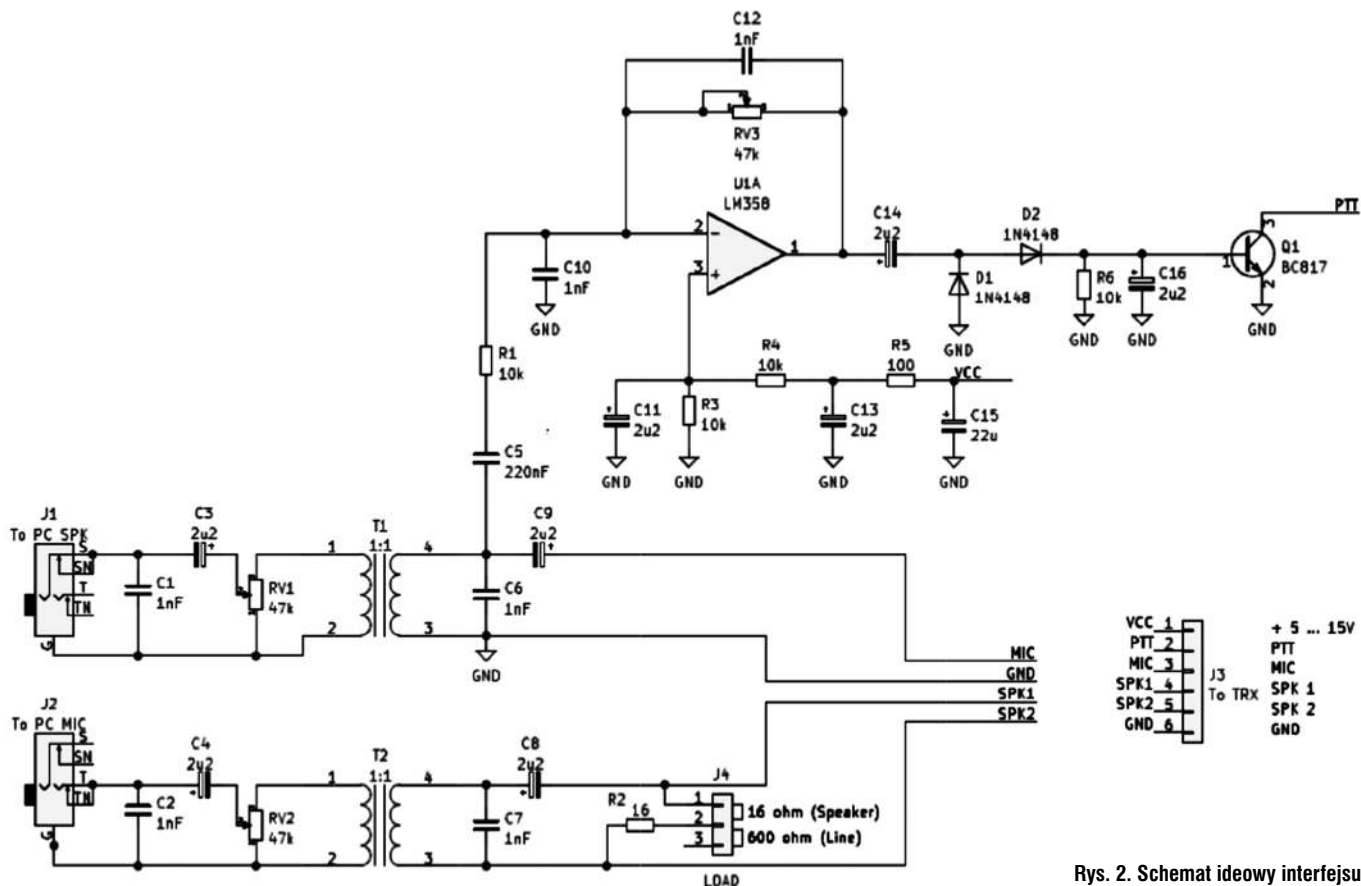 C12
1nF
RV3
47k
U1A
LM358
2
-
3
+
1
C14
2u2
D2
1N4148
PTT
3
Q1
BC817
1
2
GND
C10
1nF
GND
D1
1N4148
GND
R6
10k
GND
C16
2u2
GND
R1
10k
R4
10k
R5
100
VCC
C11
2u2
GND
R3
10k
GND
C13
2u2
GND
C15
22u
GND
C5
220nF
J1
To PC SPK
S
SN
T
TN
G
C3
2u2
C1
1nF
RV1
47k
T1
1:1
1
2
4
3
C9
2u2
C6
1nF
GND
MIC
GND
SPK1
SPK2
VCC 1 + 5 ... 15V
PTT 2 PTT
MIC 3 MIC
SPK1 4 SPK 1
SPK2 5 SPK 2
GND 6 GND
J3
To TRX
J2
To PC MIC
S
SN
T
TN
G
C4
2u2
C2
1nF
RV2
47k
T2
1:1
1
2
4
3
C8
2u2
C7
1nF
R2
16
J4
1 16 ohm (Speaker)
2
3 600 ohm (Line)
LOAD
Rys. 2. Schemat ideowy interfejsu